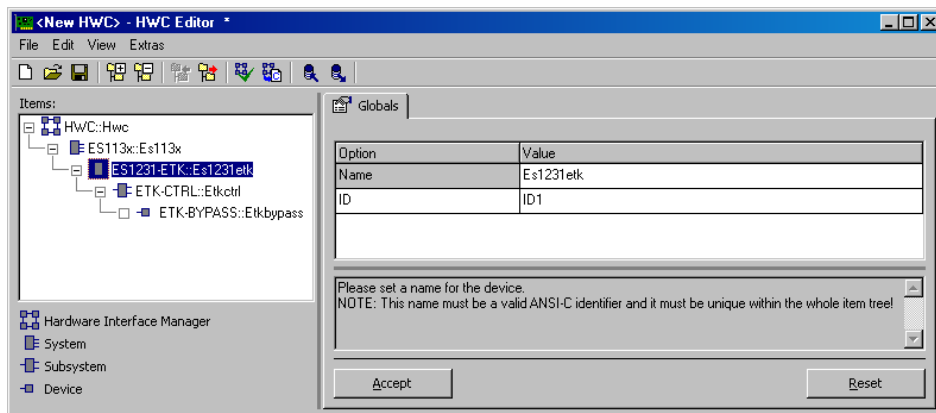 <New HWC> - HWC Editor *
File Edit View Extras
Items:
HWC::Hwc
ES113x::Es113x
ES1231-ETK::Es1231etk
ETK-CTRL::Etkctrl
ETK-BYPASS::Etkbypass
Hardware Interface Manager
System
Subsystem
Device
Globals
Option Value
Name Es1231etk
ID ID1
Please set a name for the device.
NOTE: This name must be a valid ANSI-C identifier and it must be unique within the whole item tree!
Accept Reset